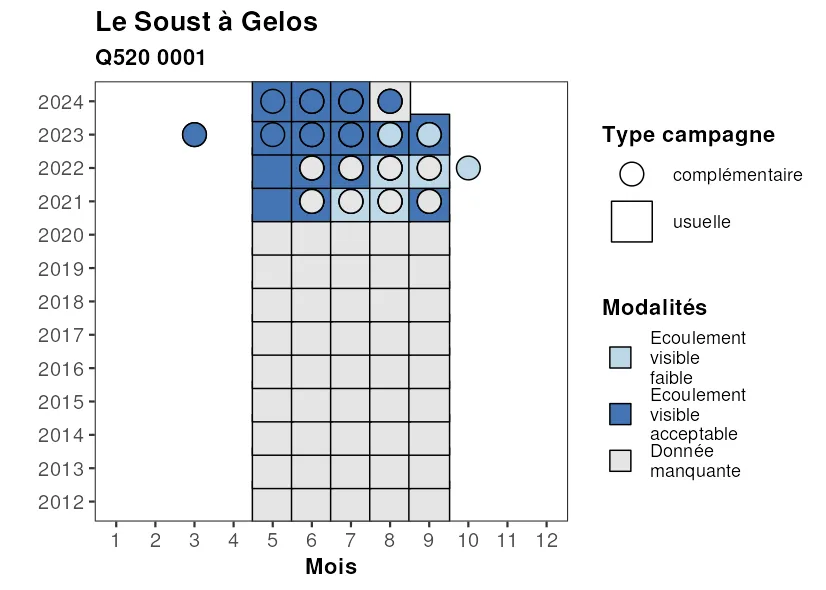 Le Soust à Gelos
Q520 0001
2024
2023
2022
2021
2020
2019
2018
2017
2016
2015
2014
2013
2012
1 2 3 4 5 6 7 8 9 10 11 12
Mois
Type campagne
complémentaire
usuelle
Modalités
Ecoulement
visible
faible
Ecoulement
visible
acceptable
Donnée
manquante